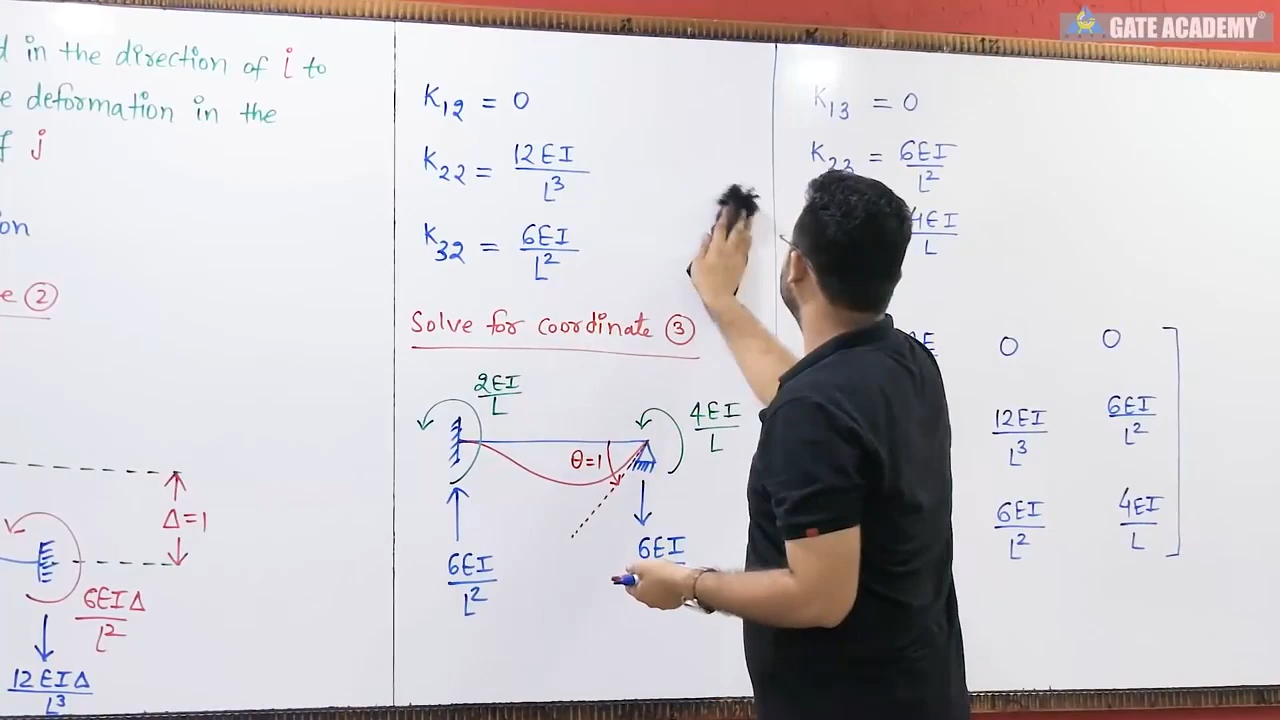 GATE ACADEMY
in the direction of i to
deformation in the
j
②
Δ=1
6EIΔ
L²
12EIΔ
L³
K12 = 0
K22 = 12EI
L³
K32 = 6EI
L²
Solve for coordinate ③
2EI
L
4EI
L
θ=1
6EI
L²
6EI
K13 = 0
K23 = 6EI
L²
4EI
L
0 0
12EI 6EI
L³ L²
6EI 4EI
L² L